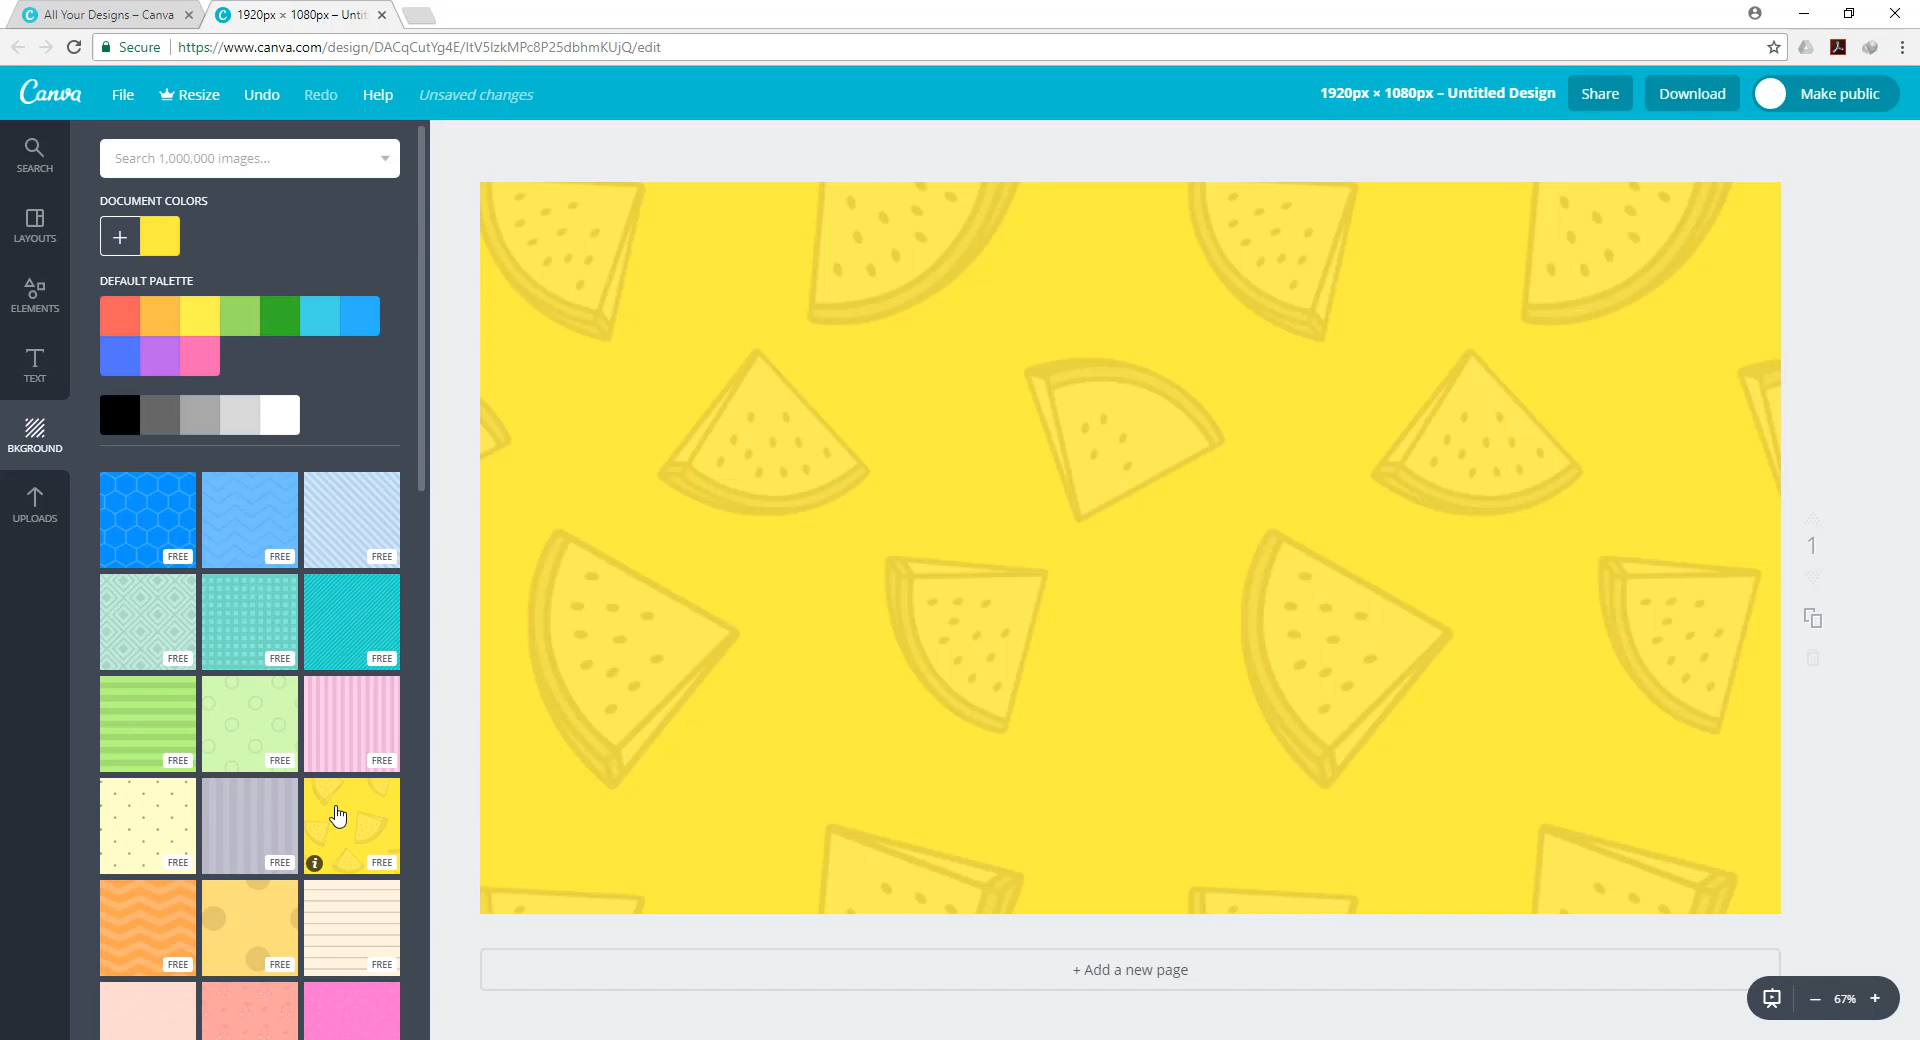 All Your Designs – Canva
1920px × 1080px – Untit
Secure
https://www.canva.com/design/DACqCutYg4E/ItV5IzkMPc8P25dbhmKUjQ/edit
Canva
File
Resize
Undo
Redo
Help
Unsaved changes
1920px × 1080px – Untitled Design
Share
Download
Make public
SEARCH
LAYOUTS
ELEMENTS
TEXT
BKGROUND
UPLOADS
Search 1,000,000 images...
DOCUMENT COLORS
+
DEFAULT PALETTE
FREE FREE FREE
FREE FREE FREE
FREE FREE FREE
FREE FREE FREE
FREE FREE FREE
1
+ Add a new page
– 67% +